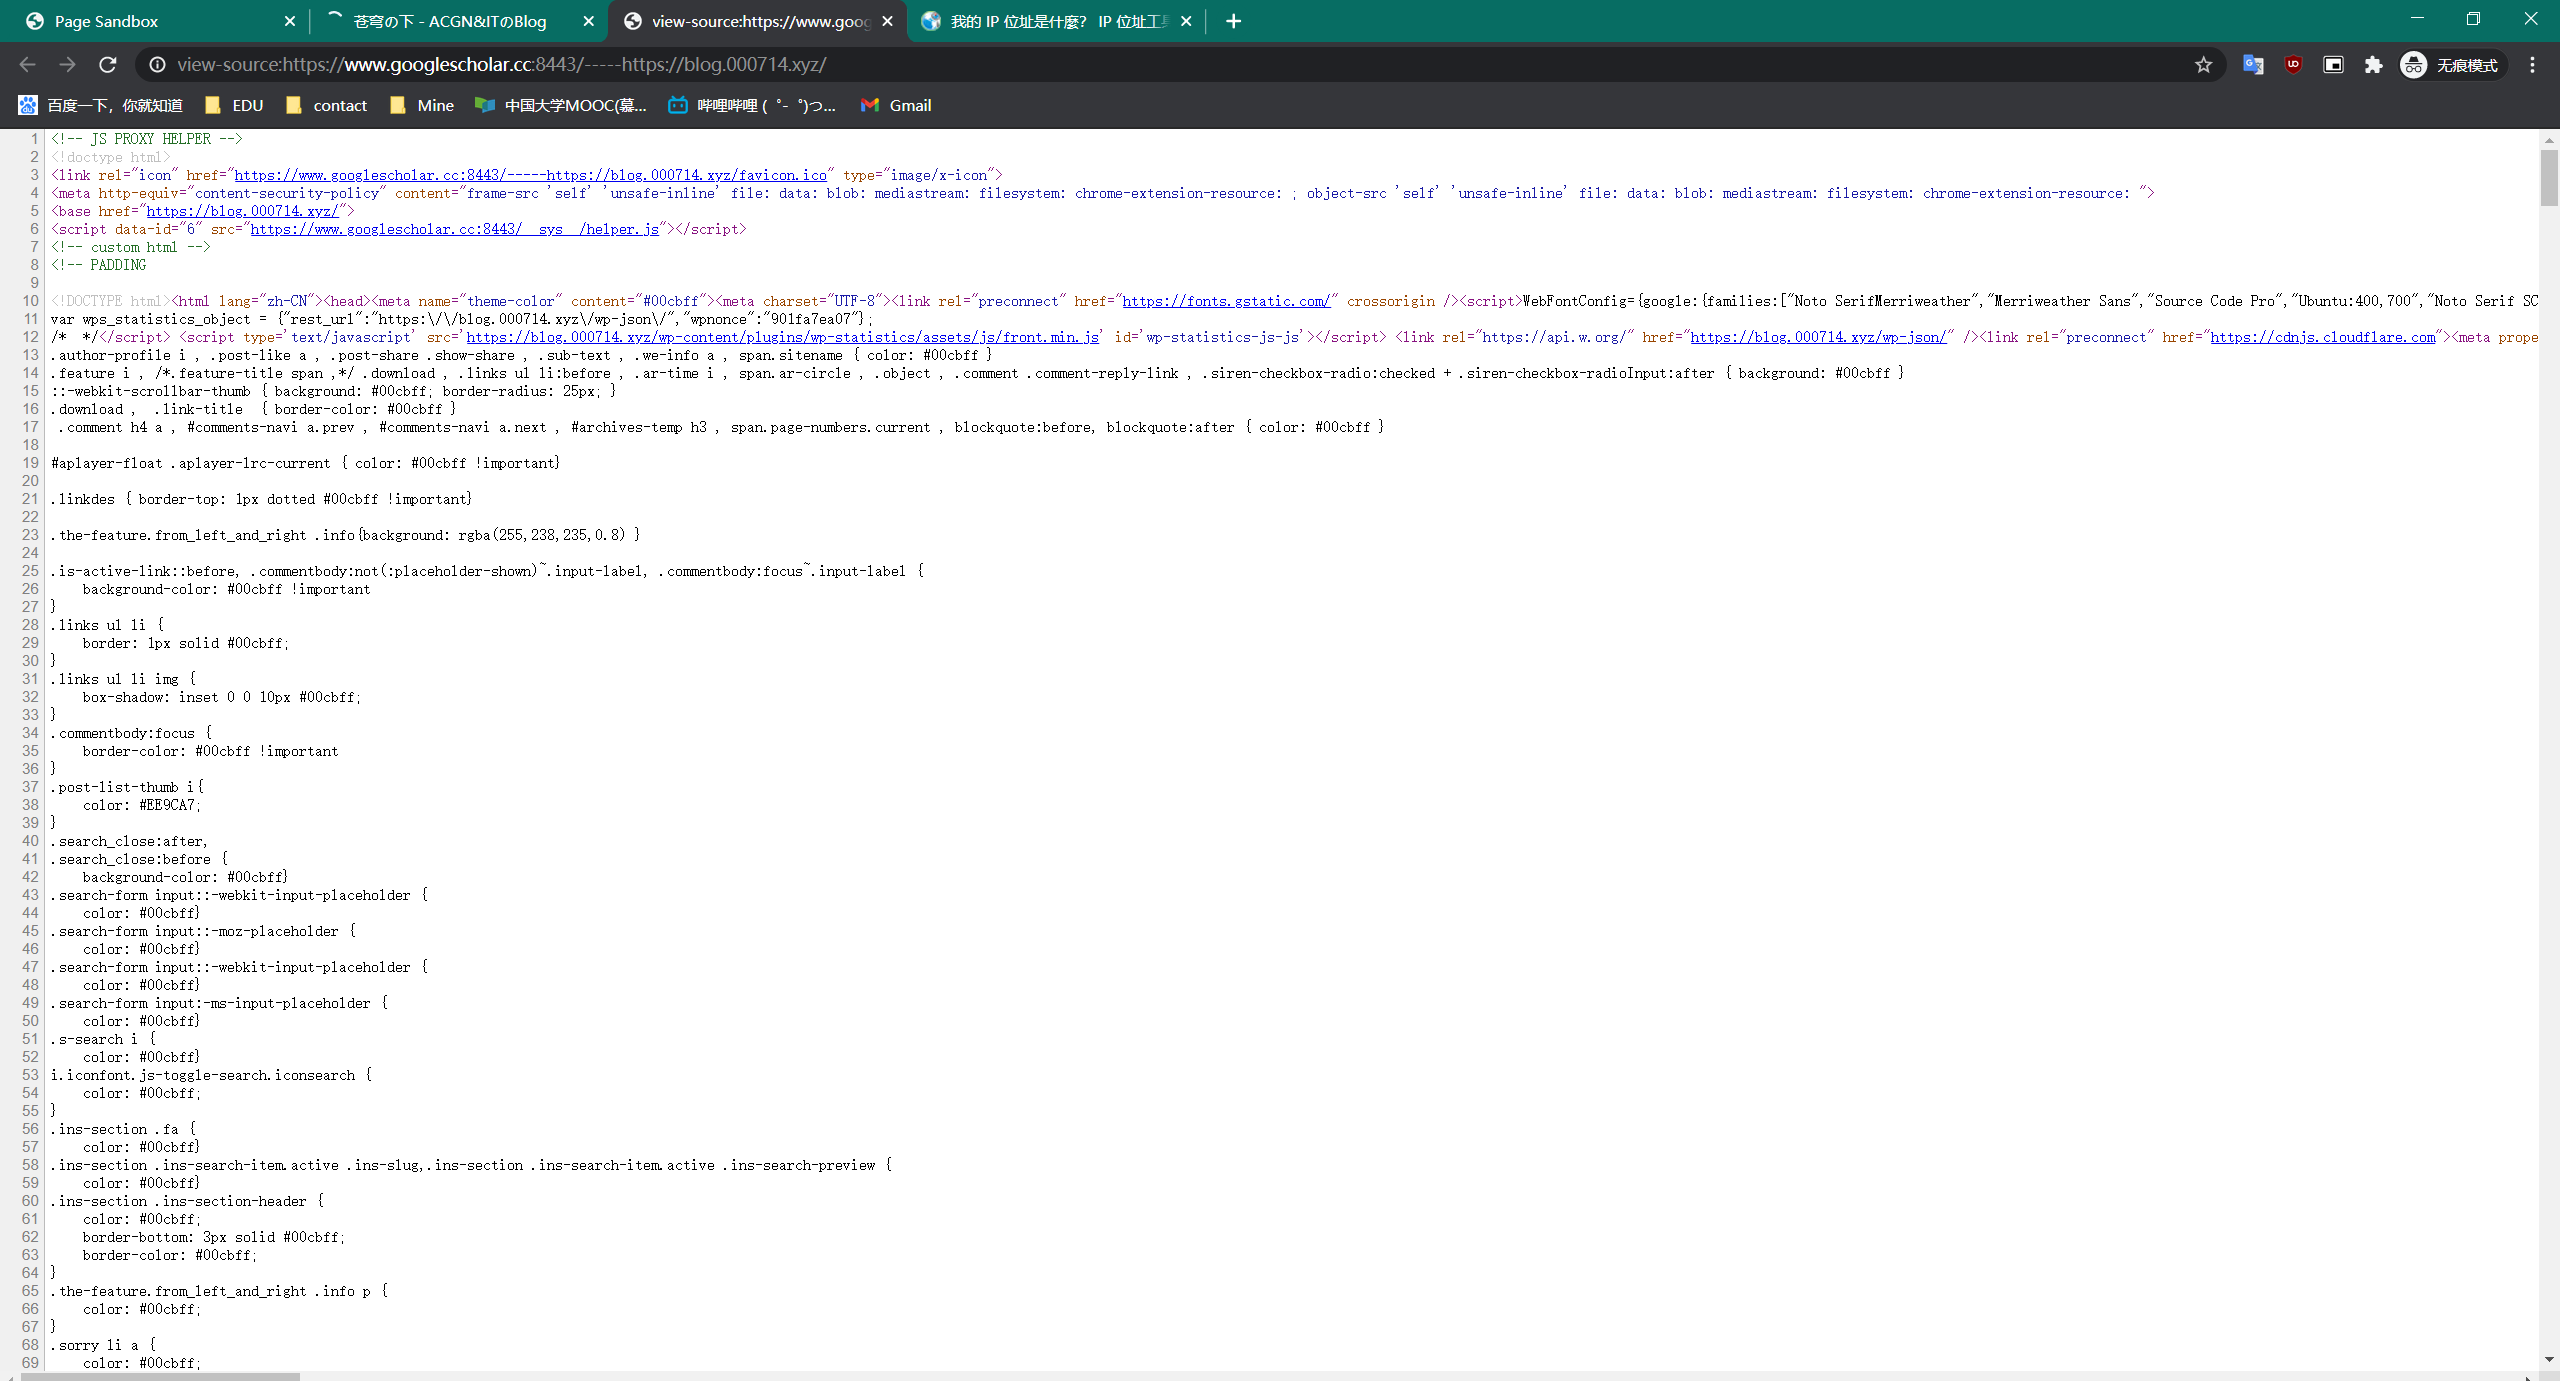 Page Sandbox
苍穹の下 - ACGN&ITのBlog
view-source:https://www.goog
我的 IP 位址是什麼? IP 位址工具
view-source:https://www.googlescholar.cc:8443/-----https://blog.000714.xyz/
无痕模式
百度一下，你就知道 EDU contact Mine 中国大学MOOC(慕... 哔哩哔哩 ( ゜- ゜)つ... Gmail
1 <!-- JS PROXY HELPER -->
2 <!doctype html>
3 <link rel="icon" href="https://www.googlescholar.cc:8443/-----https://blog.000714.xyz/favicon.ico" type="image/x-icon">
4 <meta http-equiv="content-security-policy" content="frame-src 'self' 'unsafe-inline' file: data: blob: mediastream: filesystem: chrome-extension-resource: ; object-src 'self' 'unsafe-inline' file: data: blob: mediastream: filesystem: chrome-extension-resource: ">
5 <base href="https://blog.000714.xyz/">
6 <script data-id="6" src="https://www.googlescholar.cc:8443/__sys__/helper.js"></script>
7 <!-- custom html -->
8 <!-- PADDING
9
10 <!DOCTYPE html><html lang="zh-CN"><head><meta name="theme-color" content="#00cbff"><meta charset="UTF-8"><link rel="preconnect" href="https://fonts.gstatic.com/" crossorigin /><script>WebFontConfig={google:{families:["Noto SerifMerriweather","Merriweather Sans","Source Code Pro","Ubuntu:400,700","Noto Serif SC
11 var wps_statistics_object = {"rest_url":"https:\/\/blog.000714.xyz\/wp-json\/","wpnonce":"901fa7ea07"};
12 /* */</script> <script type='text/javascript' src='https://blog.000714.xyz/wp-content/plugins/wp-statistics/assets/js/front.min.js' id='wp-statistics-js-js'></script> <link rel="https://api.w.org/" href="https://blog.000714.xyz/wp-json/" /><link rel="preconnect" href="https://cdnjs.cloudflare.com"><meta prope
13 .author-profile i , .post-like a , .post-share .show-share , .sub-text , .we-info a , span.sitename { color: #00cbff }
14 .feature i , /*.feature-title span ,*/ .download , .links ul li:before , .ar-time i , span.ar-circle , .object , .comment .comment-reply-link , .siren-checkbox-radio:checked + .siren-checkbox-radioInput:after { background: #00cbff }
15 ::-webkit-scrollbar-thumb { background: #00cbff; border-radius: 25px; }
16 .download , .link-title { border-color: #00cbff }
17 .comment h4 a , #comments-navi a.prev , #comments-navi a.next , #archives-temp h3 , span.page-numbers.current , blockquote:before, blockquote:after { color: #00cbff }
18
19 #aplayer-float .aplayer-lrc-current { color: #00cbff !important}
20
21 .linkdes { border-top: 1px dotted #00cbff !important}
22
23 .the-feature.from_left_and_right .info{background: rgba(255,238,235,0.8) }
24
25 .is-active-link::before, .commentbody:not(:placeholder-shown)~.input-label, .commentbody:focus~.input-label {
26 background-color: #00cbff !important
27 }
28 .links ul li {
29 border: 1px solid #00cbff;
30 }
31 .links ul li img {
32 box-shadow: inset 0 0 10px #00cbff;
33 }
34 .commentbody:focus {
35 border-color: #00cbff !important
36 }
37 .post-list-thumb i{
38 color: #EE9CA7;
39 }
40 .search_close:after,
41 .search_close:before {
42 background-color: #00cbff}
43 .search-form input::-webkit-input-placeholder {
44 color: #00cbff}
45 .search-form input::-moz-placeholder {
46 color: #00cbff}
47 .search-form input::-webkit-input-placeholder {
48 color: #00cbff}
49 .search-form input:-ms-input-placeholder {
50 color: #00cbff}
51 .s-search i {
52 color: #00cbff}
53 i.iconfont.js-toggle-search.iconsearch {
54 color: #00cbff;
55 }
56 .ins-section .fa {
57 color: #00cbff}
58 .ins-section .ins-search-item.active .ins-slug,.ins-section .ins-search-item.active .ins-search-preview {
59 color: #00cbff}
60 .ins-section .ins-section-header {
61 color: #00cbff;
62 border-bottom: 3px solid #00cbff;
63 border-color: #00cbff;
64 }
65 .the-feature.from_left_and_right .info p {
66 color: #00cbff;
67 }
68 .sorry li a {
69 color: #00cbff;